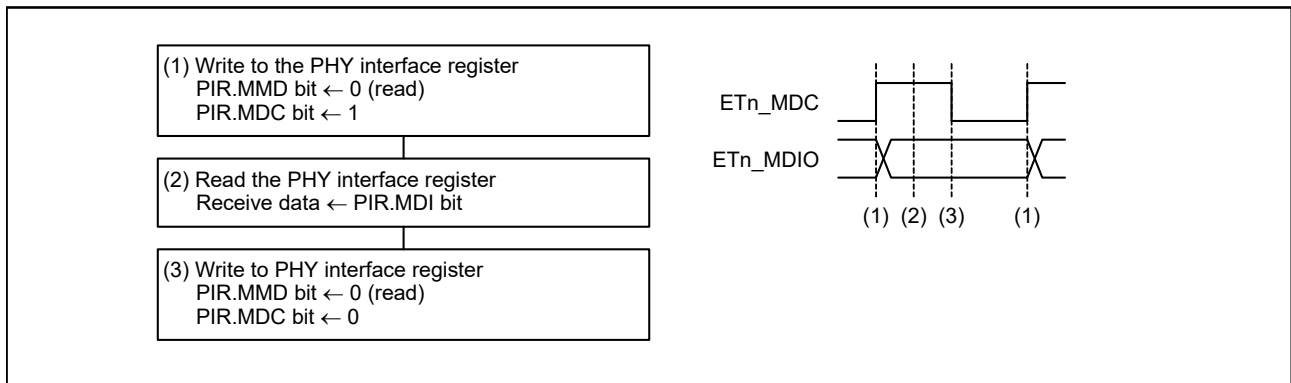 (1) Write to the PHY interface register
PIR.MMD bit ← 0 (read)
PIR.MDC bit ← 1
(2) Read the PHY interface register
Receive data ← PIR.MDI bit
(3) Write to PHY interface register
PIR.MMD bit ← 0 (read)
PIR.MDC bit ← 0
ETn_MDC
ETn_MDIO
(1) (2) (3) (1)